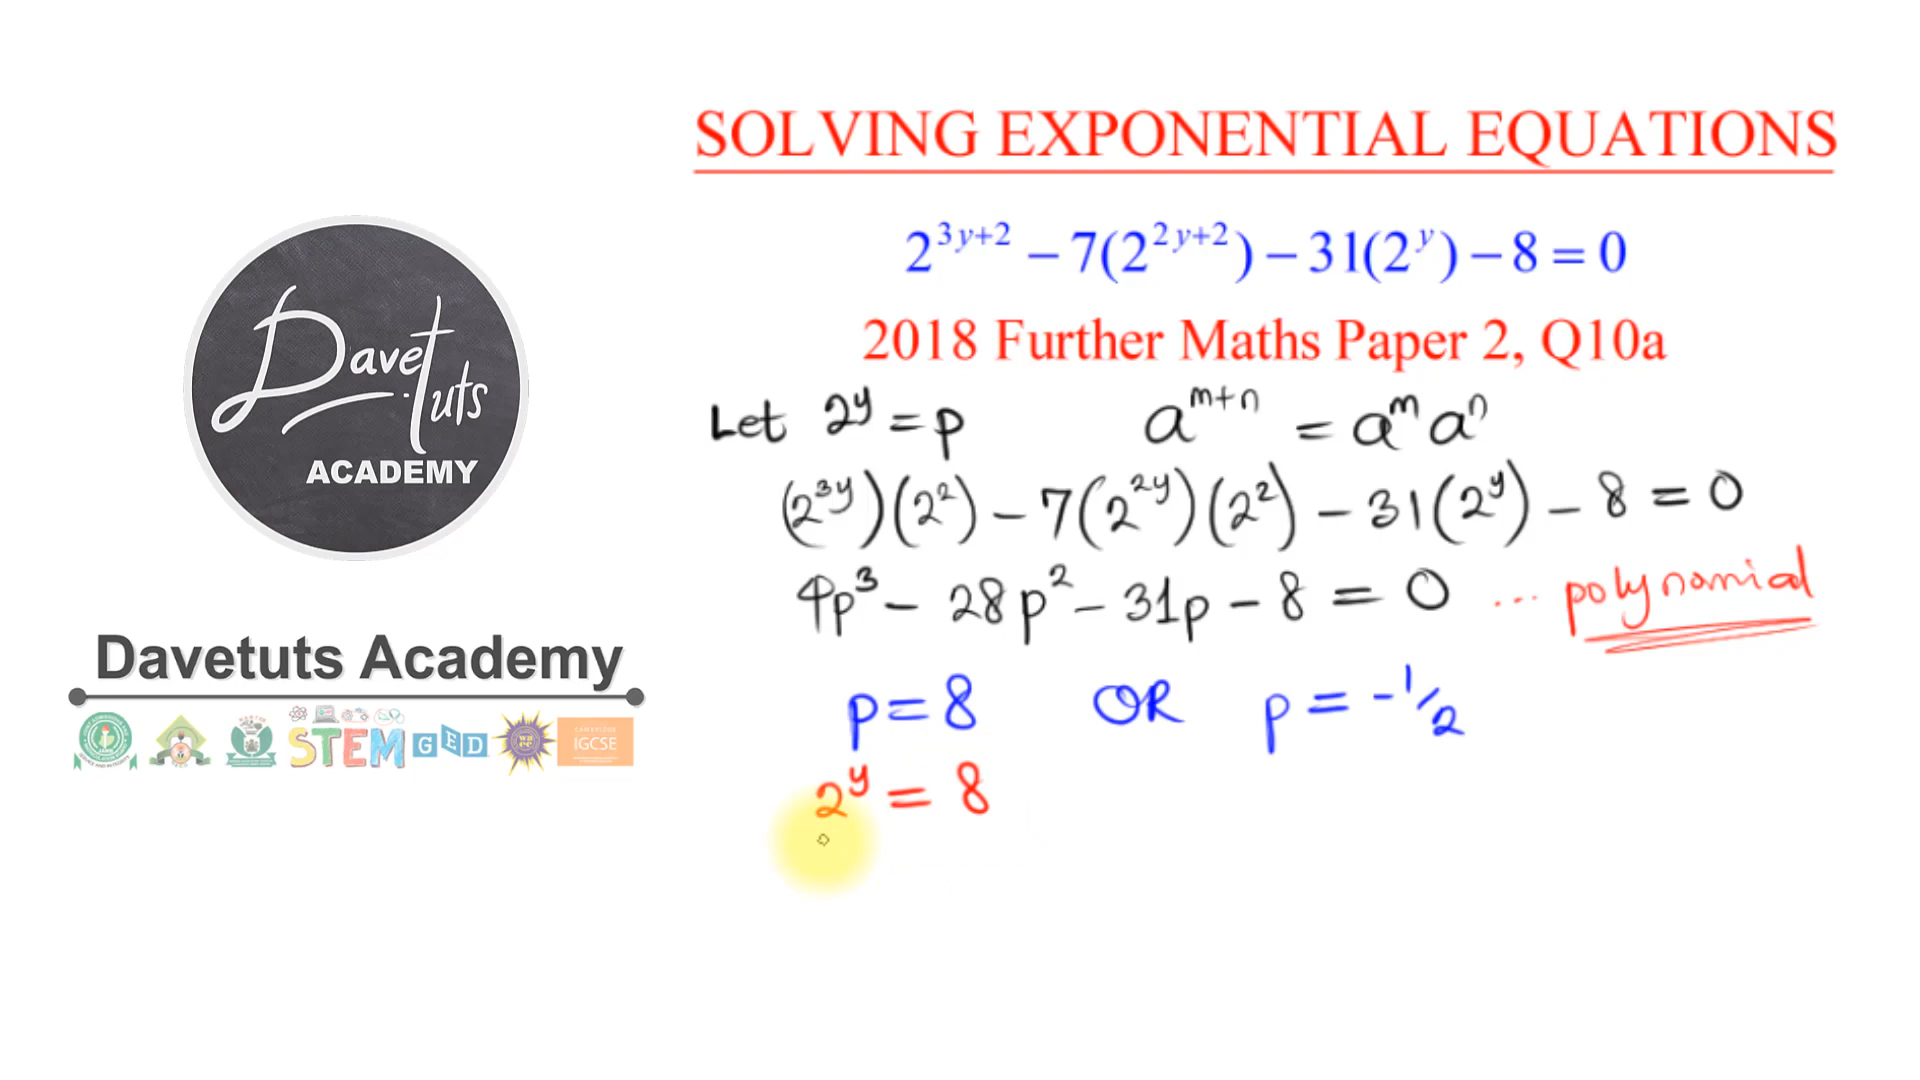 SOLVING EXPONENTIAL EQUATIONS
2^{3y+2} − 7(2^{2y+2}) − 31(2^y) − 8 = 0
2018 Further Maths Paper 2, Q10a
Let 2^y = p    a^{m+n} = a^m a^n
(2^{3y})(2^2) − 7(2^{2y})(2^2) − 31(2^y) − 8 = 0
4p^3 − 28p^2 − 31p − 8 = 0 ... polynomial
p = 8 OR p = -1/2
2^y = 8
Dave Tuts
ACADEMY
Davetuts Academy
STEM GED IGCSE